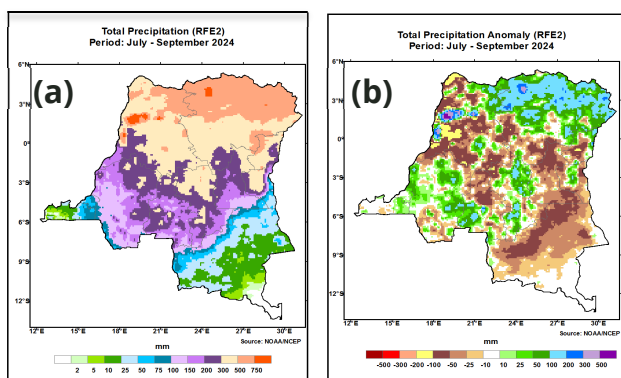 Total Precipitation (RFE2)
Period: July - September 2024
(a)
6°N
3°N
0°
3°S
6°S
9°S
12°S
12°E 15°E 18°E 21°E 24°E 27°E 30°E
mm
Source: NOAA/NCEP
2 5 10 25 50 75 100 150 200 300 500 750
Total Precipitation Anomaly (RFE2)
Period: July - September 2024
(b)
6°N
3°N
0°
3°S
6°S
9°S
12°S
12°E 15°E 18°E 21°E 24°E 27°E 30°E
mm
Source: NOAA/NCEP
-500 -300 -200 -100 -50 -25 -10 10 25 50 100 200 300 500